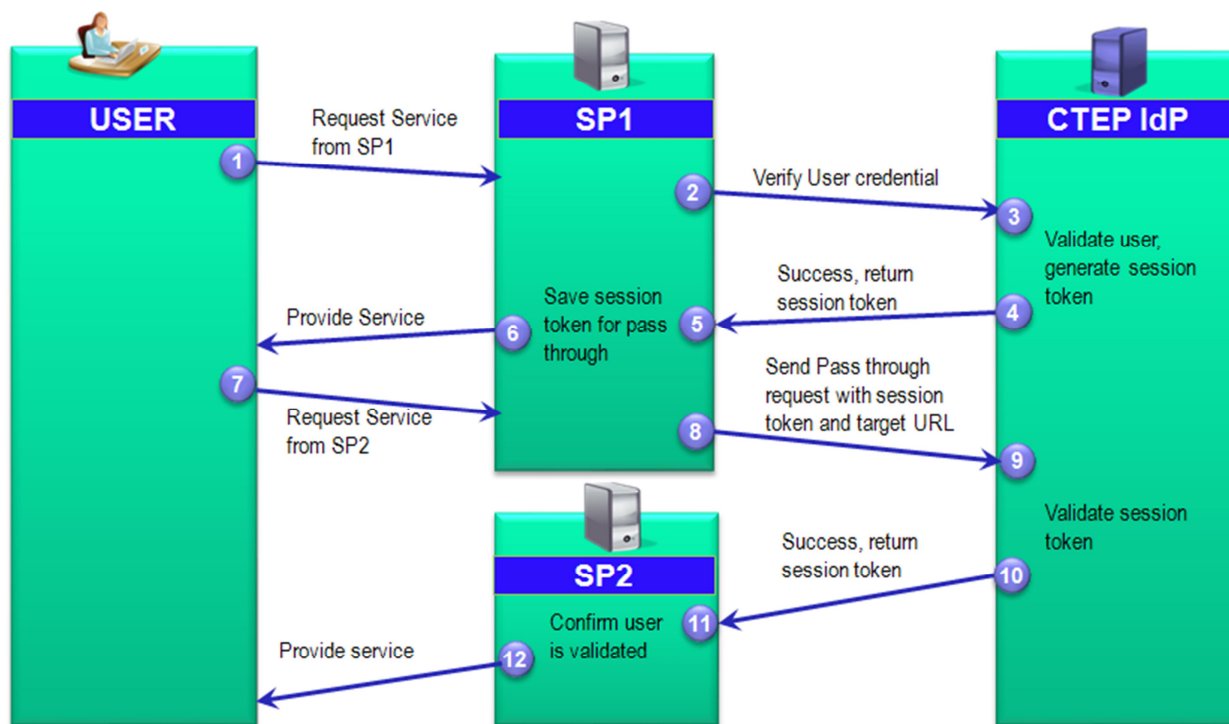 USER
SP1
CTEP IdP
Request Service
from SP1
1
2
Verify User credential
3
Validate user,
generate session
token
Success, return
session token
4
5
Save session
token for pass
through
6
Provide Service
7
Request Service
from SP2
Send Pass through
request with session
token and target URL
8
9
Validate session
token
SP2
Success, return
session token
10
11
Confirm user
is validated
12
Provide service